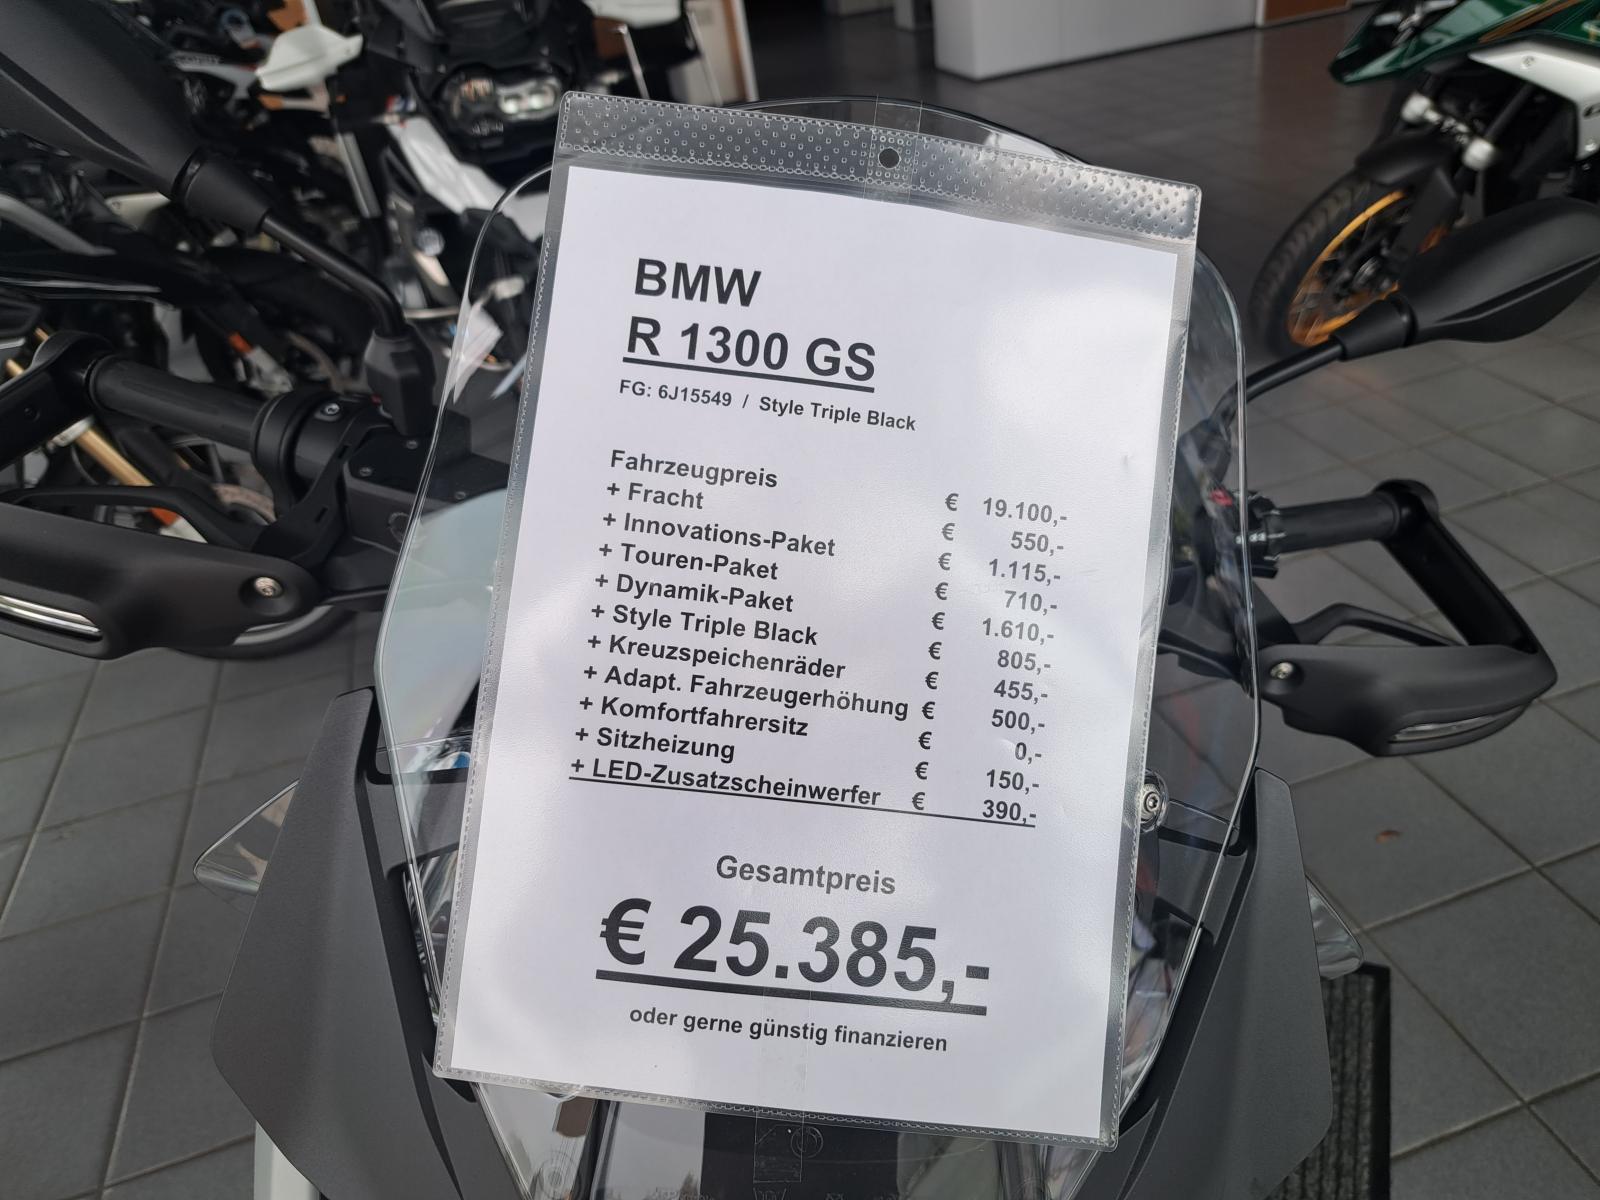 BMW
R 1300 GS
FG: 6J15549 / Style Triple Black
Fahrzeugpreis € 19.100,-
+ Fracht € 550,-
+ Innovations-Paket € 1.115,-
+ Touren-Paket € 710,-
+ Dynamik-Paket € 1.610,-
+ Style Triple Black € 805,-
+ Kreuzspeichenräder € 455,-
+ Adapt. Fahrzeugerhöhung € 500,-
+ Komfortfahrersitz € 0,-
+ Sitzheizung € 150,-
+ LED-Zusatzscheinwerfer € 390,-
Gesamtpreis
€ 25.385,-
oder gerne günstig finanzieren